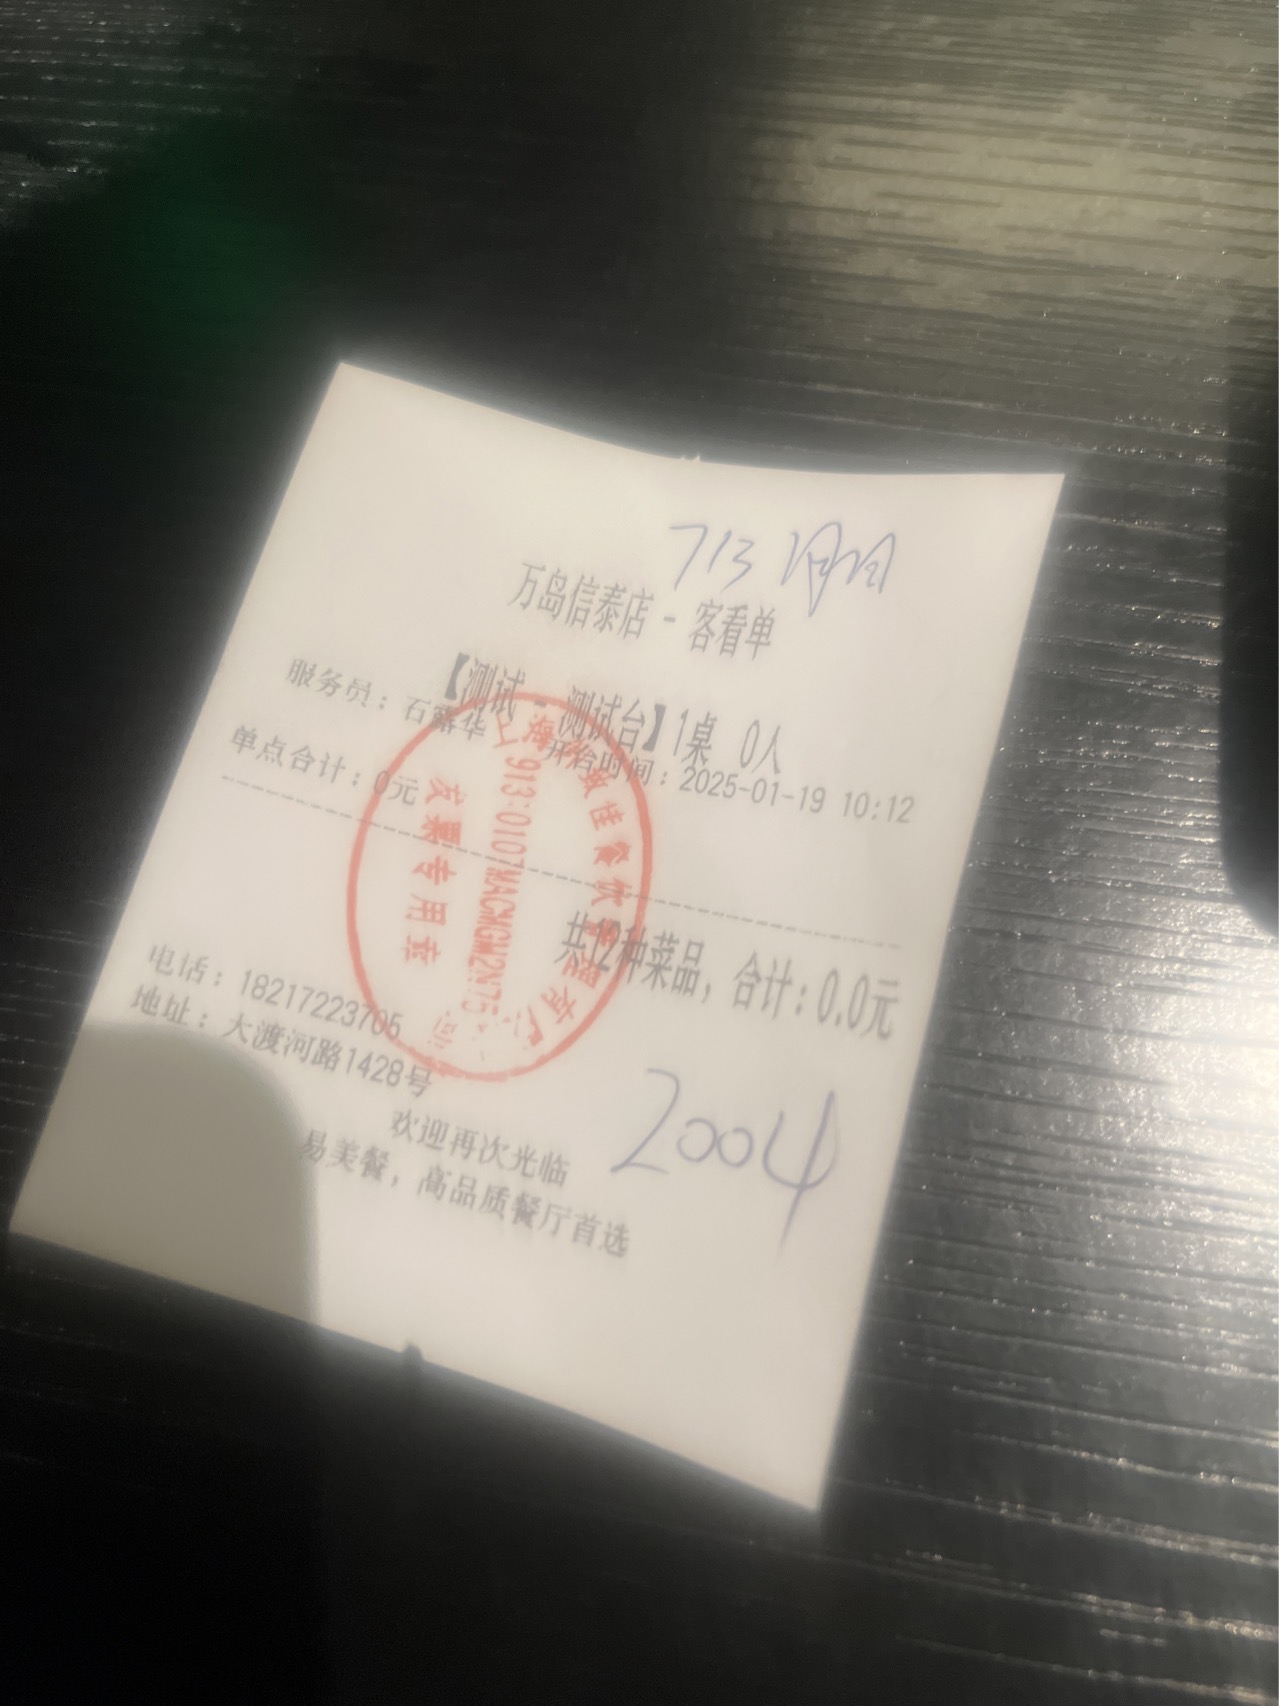 713
万岛信泰店 - 客看单
【测试 - 测试台】1桌 0人
服务员：石露华 开台时间：2025-01-19 10:12
单点合计：0元
共12种菜品，合计：0.0元
电话：18217223705
地址：大渡河路1428号
欢迎再次光临
易美餐，高品质餐厅首选
2004
发票专用章